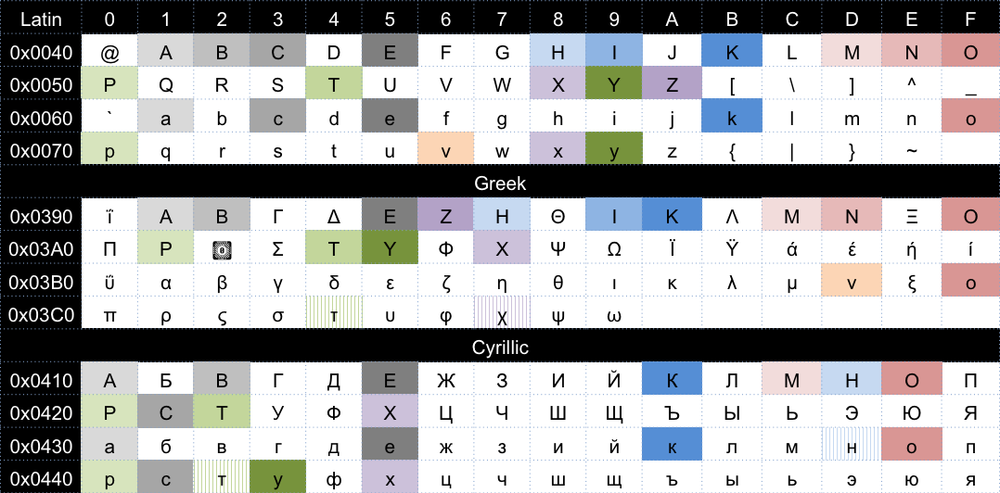 Latin 0 1 2 3 4 5 6 7 8 9 A B C D E F
0x0040 @ A B C D E F G H I J K L M N O
0x0050 P Q R S T U V W X Y Z [ \ ] ^ _
0x0060 ` a b c d e f g h i j k l m n o
0x0070 p q r s t u v w x y z { | } ~
Greek
0x0390 ΐ Α Β Γ Δ Ε Ζ Η Θ Ι Κ Λ Μ Ν Ξ Ο
0x03A0 Π Ρ Σ Τ Υ Φ Χ Ψ Ω Ϊ Ϋ ά έ ή ί
0x03B0 ΰ α β γ δ ε ζ η θ ι κ λ μ ν ξ ο
0x03C0 π ρ ς σ τ υ φ χ ψ ω
Cyrillic
0x0410 А Б В Г Д Е Ж З И Й К Л М Н О П
0x0420 Р С Т У Ф Х Ц Ч Ш Щ Ъ Ы Ь Э Ю Я
0x0430 а б в г д е ж з и й к л м н о п
0x0440 р с т у ф х ц ч ш щ ъ ы ь э ю я